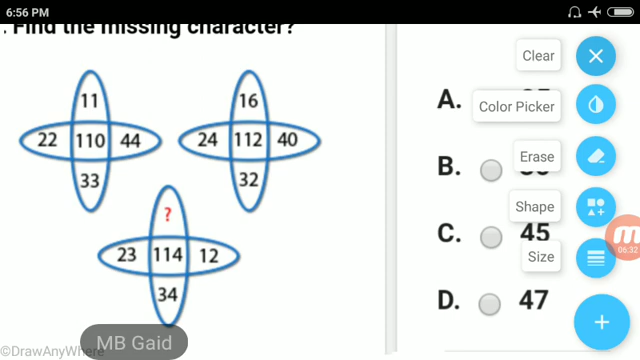 6:56 PM
. Find the missing character?
Clear
11
16
A.
Color Picker
22 110 44
24 112 40
33
32
B.
Erase
Shape
?
C. 45
06:32
23 114 12
Size
34
D. 47
©DrawAnyWhere
MB Gaid